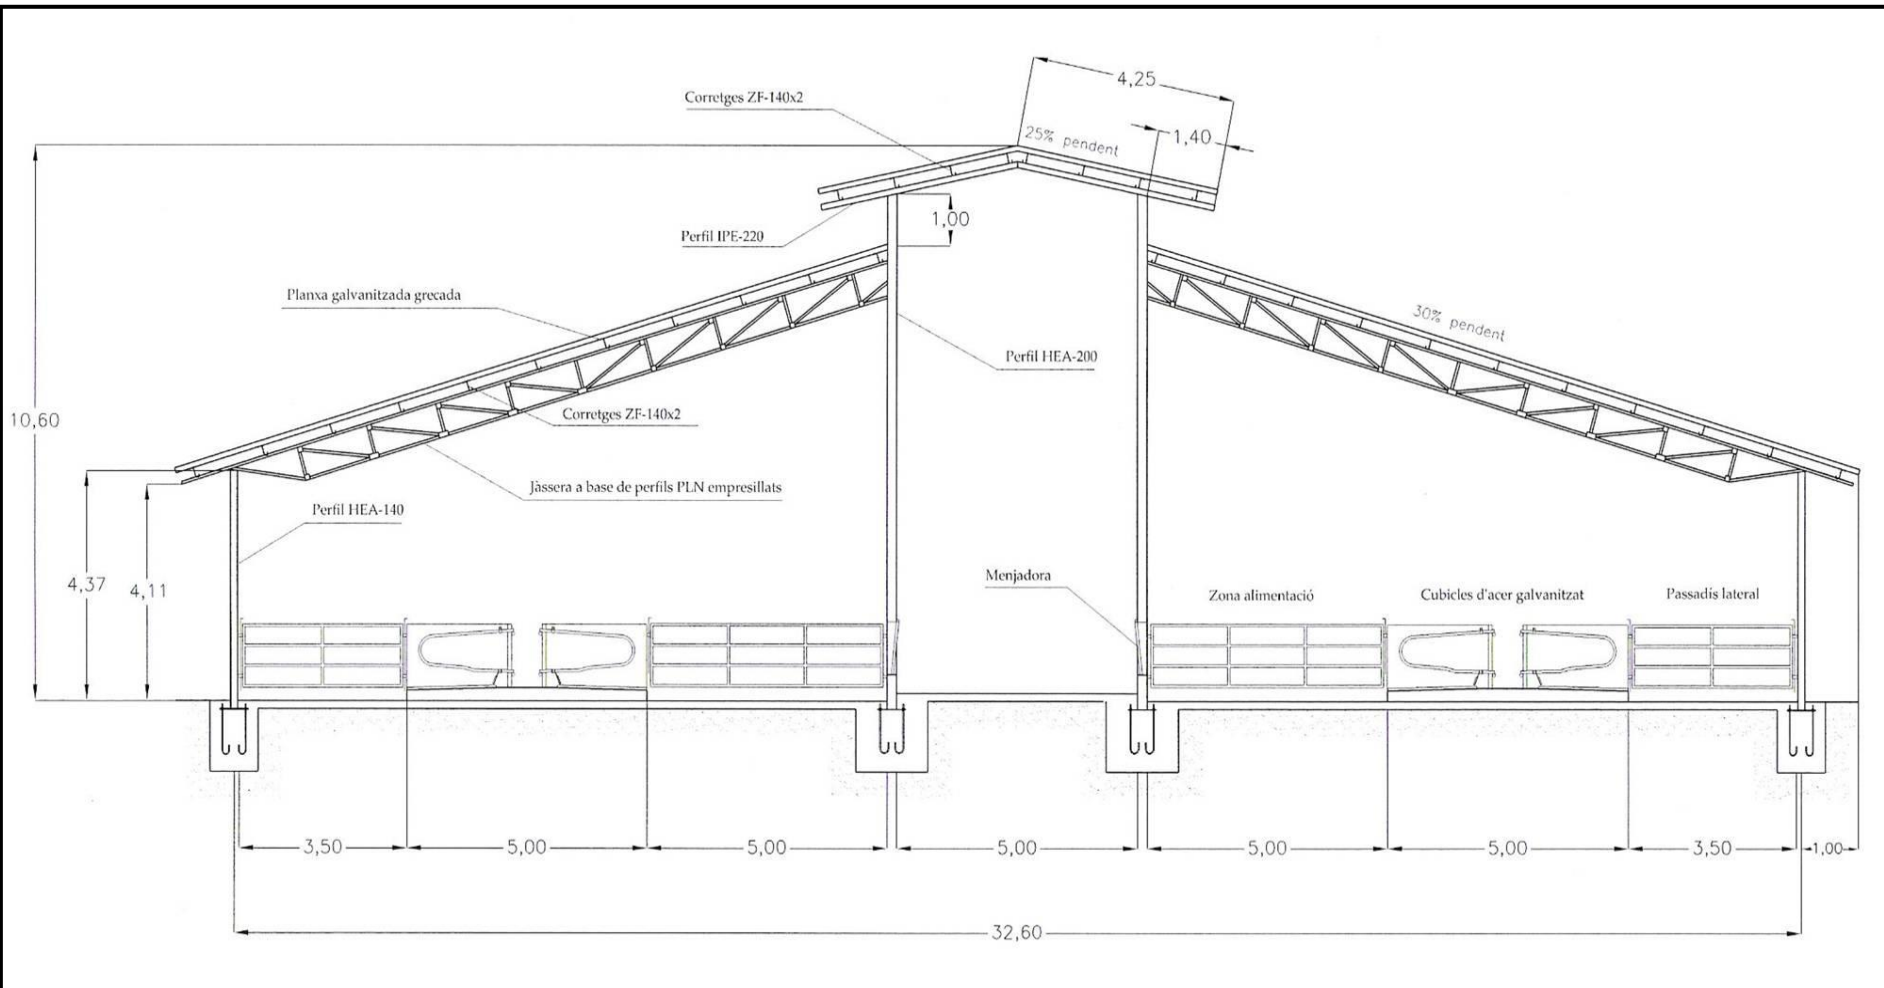 4,25
Corretges ZF-140x2
25% pendent
1,40
1,00
Perfil IPE-220
Planxa galvanitzada grecada
30% pendent
Perfil HEA-200
10,60
Corretges ZF-140x2
Jàssera a base de perfils PLN empresillats
Perfil HEA-140
4,37
4,11
Menjadora
Zona alimentació
Cubicles d'acer galvanitzat
Passadís lateral
3,50
5,00
5,00
5,00
5,00
5,00
3,50
1,00
32,60